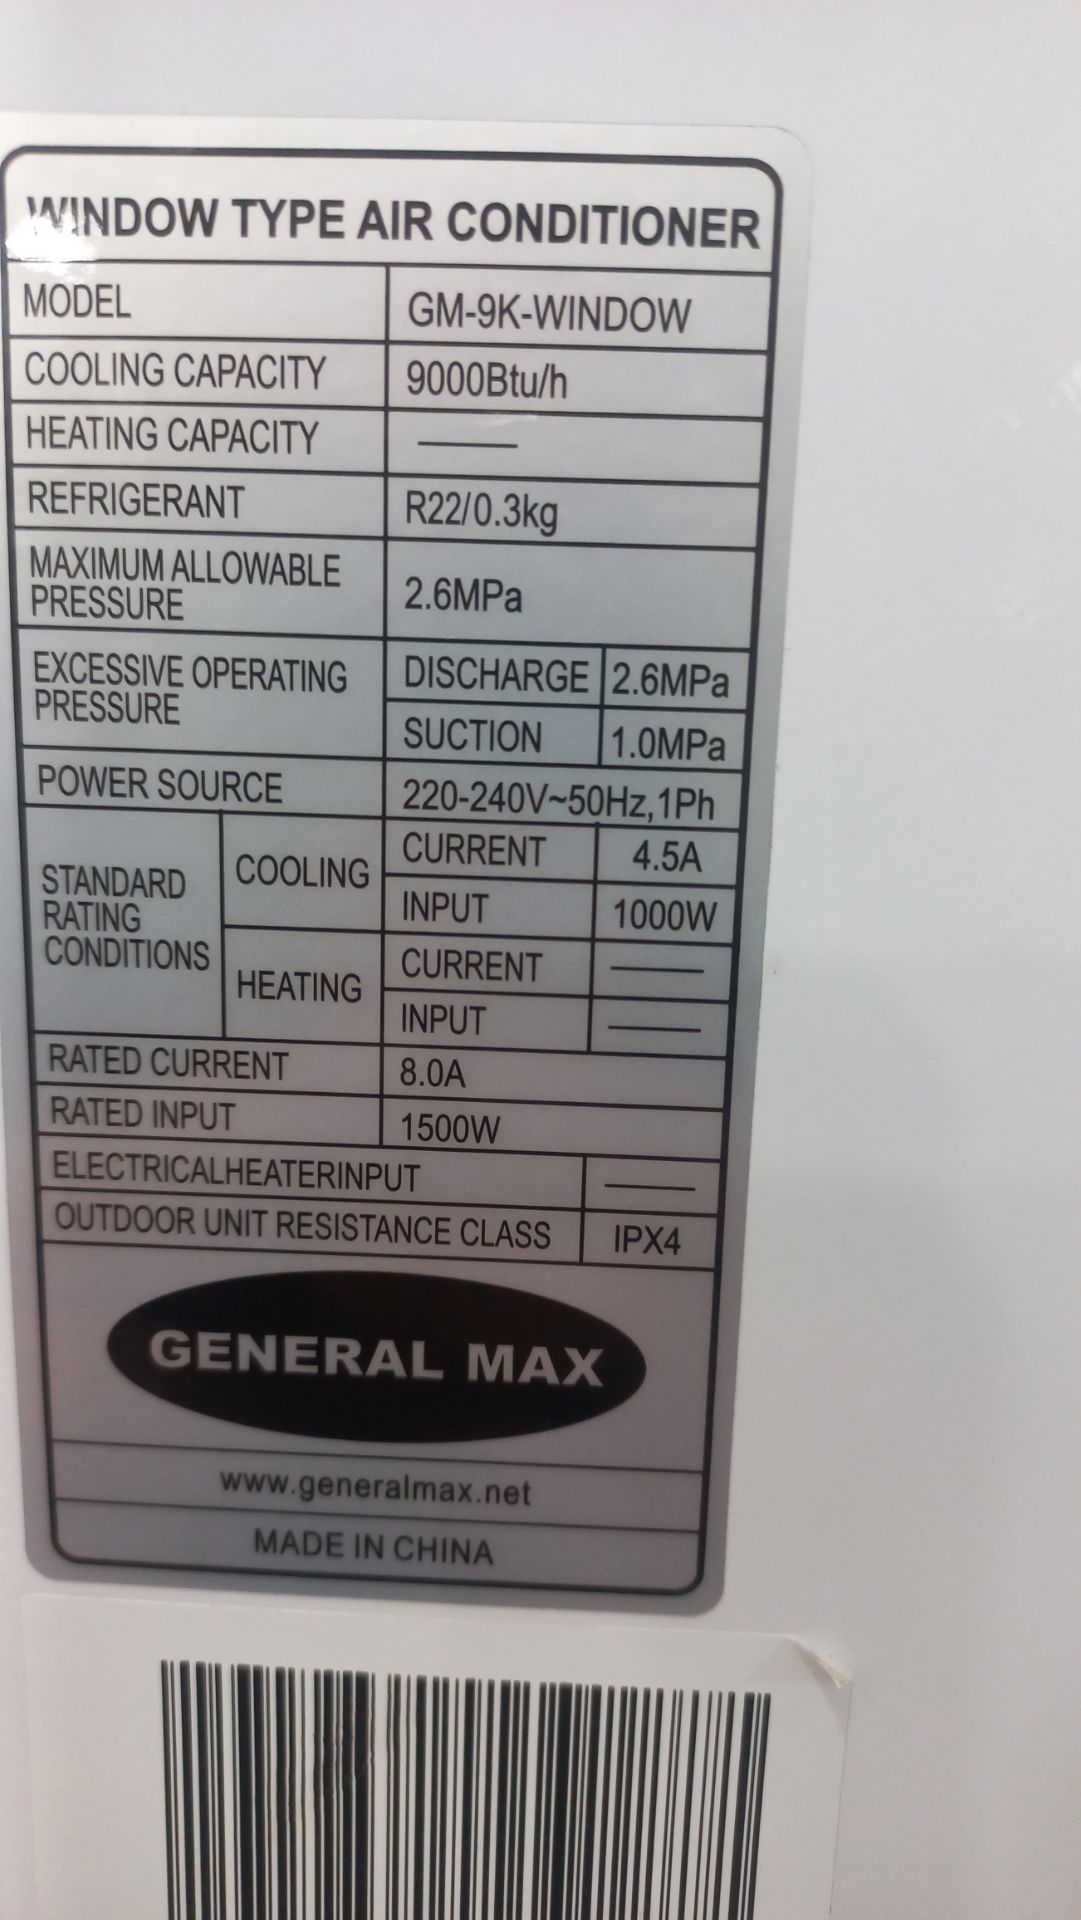 WINDOW TYPE AIR CONDITIONER
MODEL GM-9K-WINDOW
COOLING CAPACITY 9000Btu/h
HEATING CAPACITY ——
REFRIGERANT R22/0.3kg
MAXIMUM ALLOWABLE
PRESSURE
2.6MPa
EXCESSIVE OPERATING
PRESSURE
DISCHARGE 2.6MPa
SUCTION 1.0MPa
POWER SOURCE 220-240V~50Hz,1Ph
STANDARD
RATING
CONDITIONS
COOLING
CURRENT 4.5A
INPUT 1000W
HEATING
CURRENT ——
INPUT ——
RATED CURRENT 8.0A
RATED INPUT 1500W
ELECTRICALHEATERINPUT ——
OUTDOOR UNIT RESISTANCE CLASS IPX4
GENERAL MAX
www.generalmax.net
MADE IN CHINA